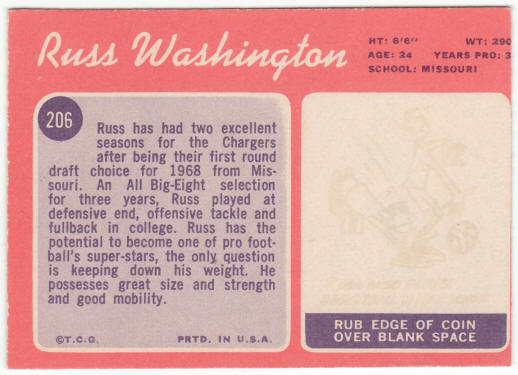 Russ Washington
HT: 6'6" WT: 290
AGE: 24 YEARS PRO: 3
SCHOOL: MISSOURI
206
Russ has had two excellent
seasons for the Chargers
after being their first round
draft choice for 1968 from Mis-
souri. An All Big-Eight selection
for three years, Russ played at
defensive end, offensive tackle and
fullback in college. Russ has the
potential to become one of pro foot-
ball's super-stars, the only question
is keeping down his weight. He
possesses great size and strength
and good mobility.
©T.C.G. PRTD. IN U.S.A.
RUB EDGE OF COIN
OVER BLANK SPACE